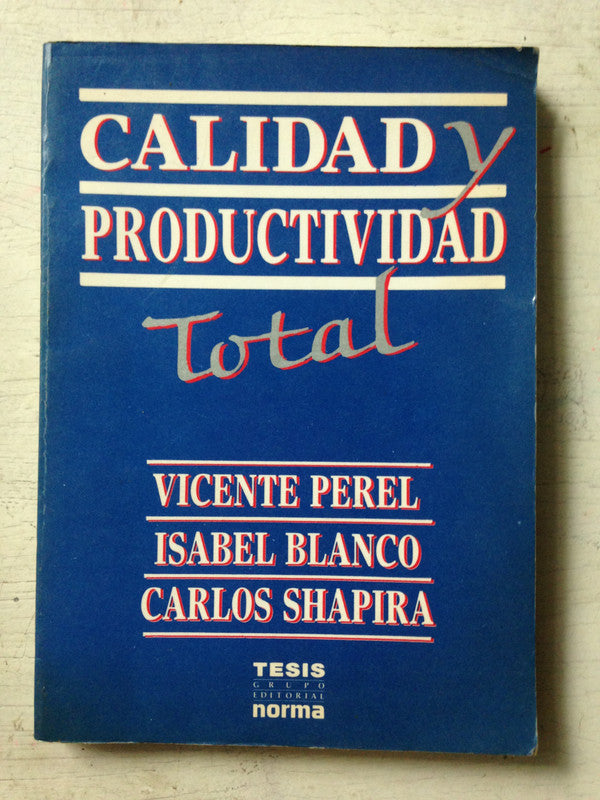 CALIDAD y
PRODUCTIVIDAD
Total
VICENTE PEREL
ISABEL BLANCO
CARLOS SHAPIRA
TESIS
GRUPO
EDITORIAL
norma